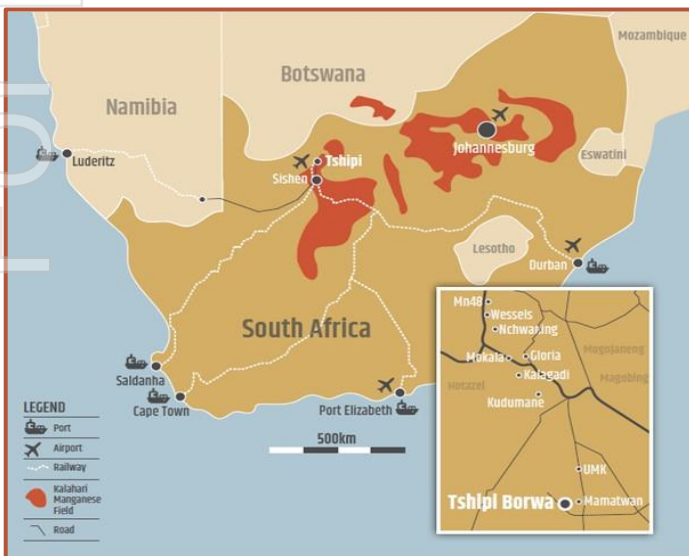 Mozambique
Botswana
Namibia
Johannesburg
Eswatini
Luderitz
Tshipi
Sishen
Lesotho
Durban
South Africa
Saldanha
Cape Town
Port Elizabeth
500km
LEGEND
Port
Airport
Railway
Kalahari
Manganese
Field
Road
Mn48
Wessels
Nchwaning
Mokala
Gloria
Mognjaneng
Kalagadi
Hotazel
Magobing
Kudumane
UMK
Tshipi Borwa
Mamatwan